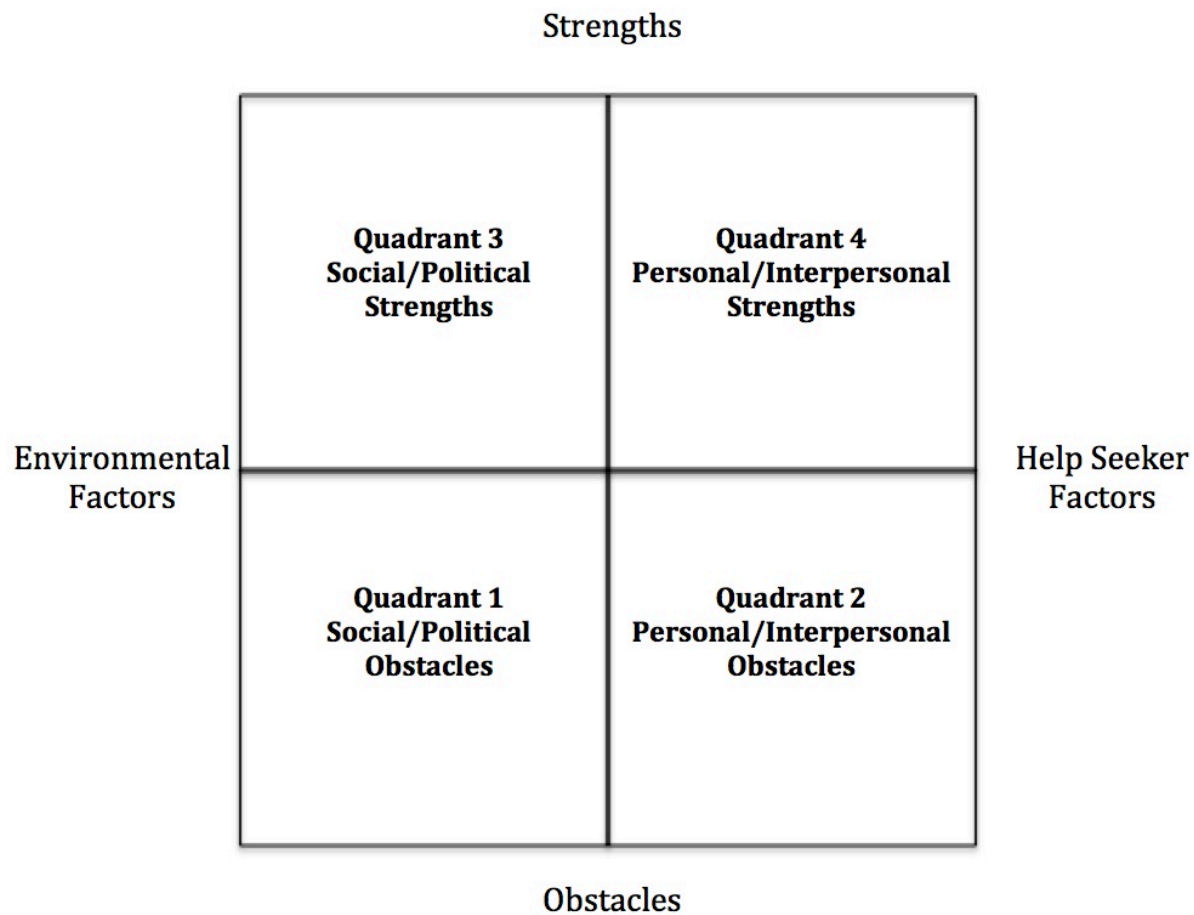 Strengths
Quadrant 3
Social/Political
Strengths
Quadrant 4
Personal/Interpersonal
Strengths
Environmental
Factors
Help Seeker
Factors
Quadrant 1
Social/Political
Obstacles
Quadrant 2
Personal/Interpersonal
Obstacles
Obstacles